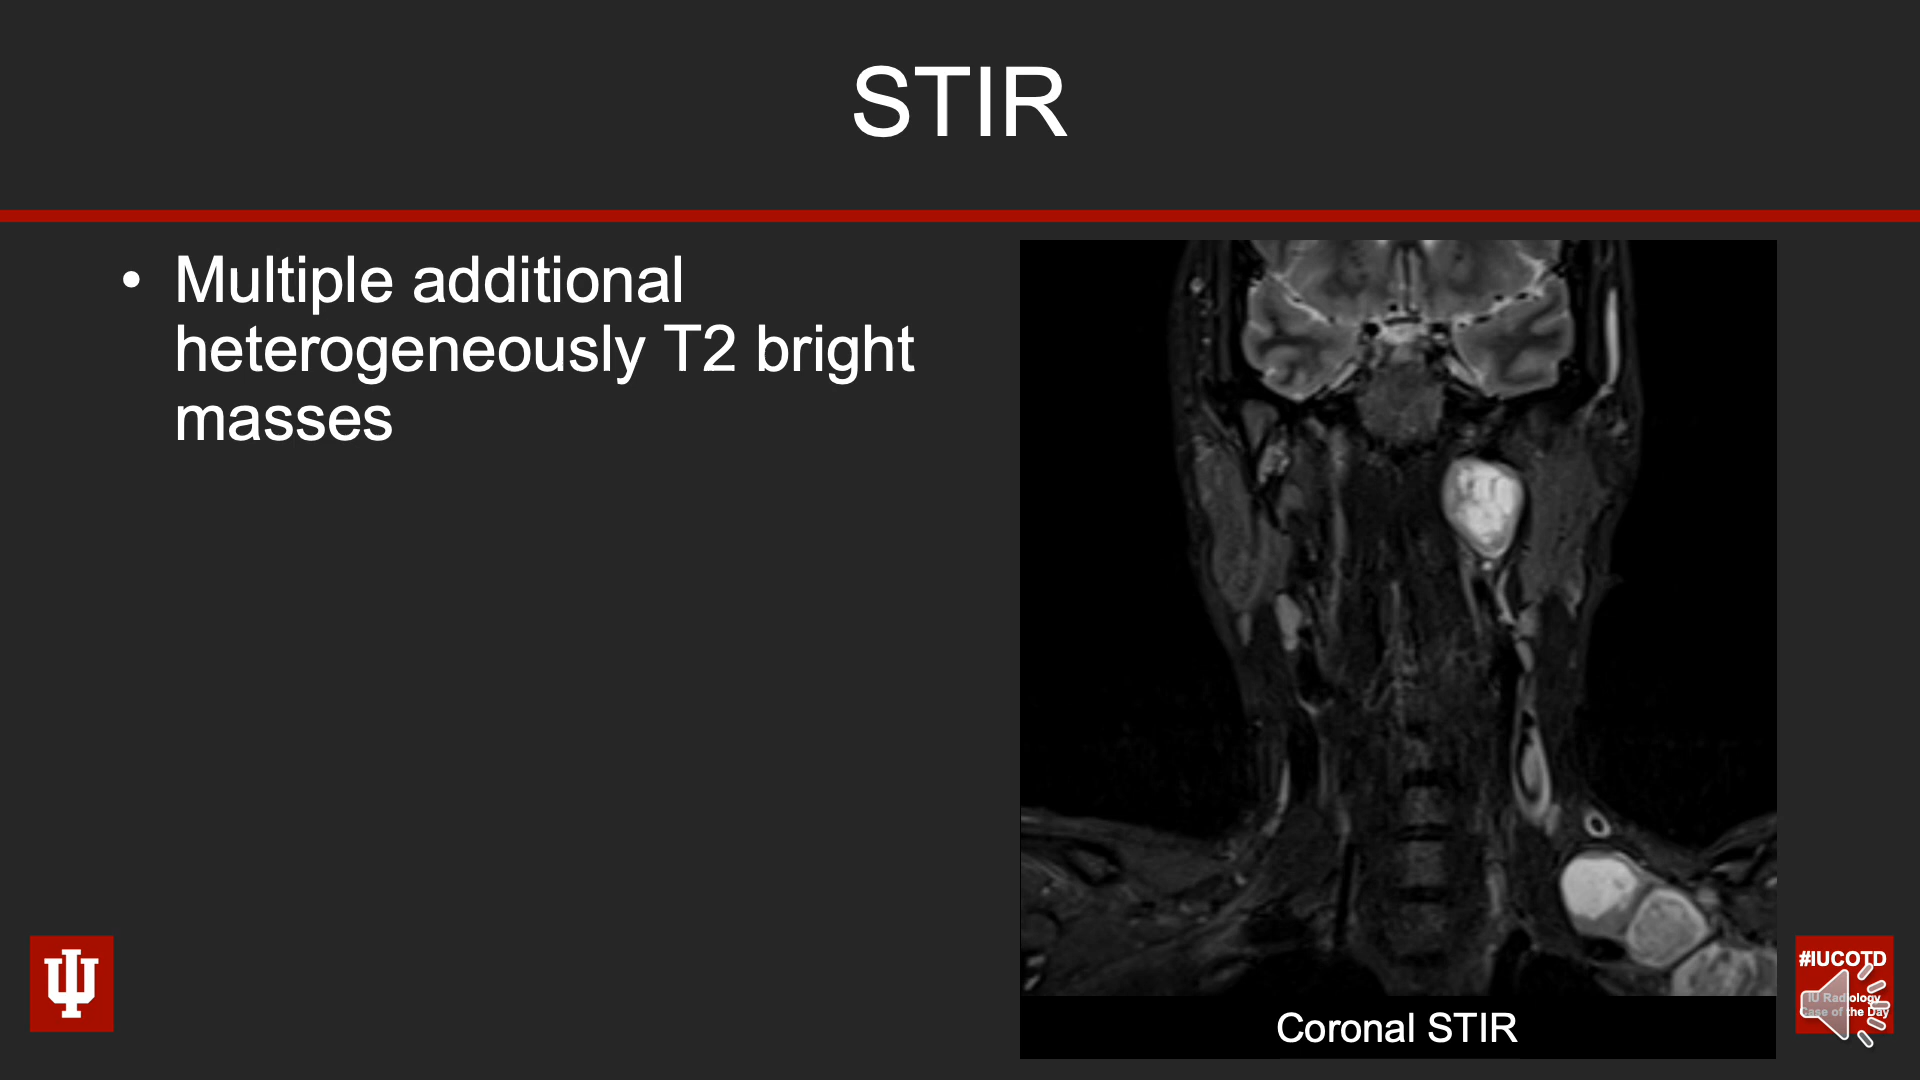 STIR
• Multiple additional
heterogeneously T2 bright
masses
Coronal STIR
#IUCOTD
IU Radiology
Case of the Day